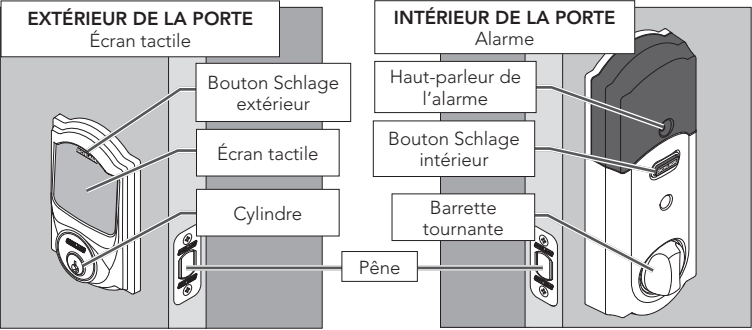 EXTÉRIEUR DE LA PORTE
Écran tactile
Bouton Schlage
extérieur
Écran tactile
Cylindre
Pêne
INTÉRIEUR DE LA PORTE
Alarme
Haut-parleur de
l'alarme
Bouton Schlage
intérieur
Barrette
tournante